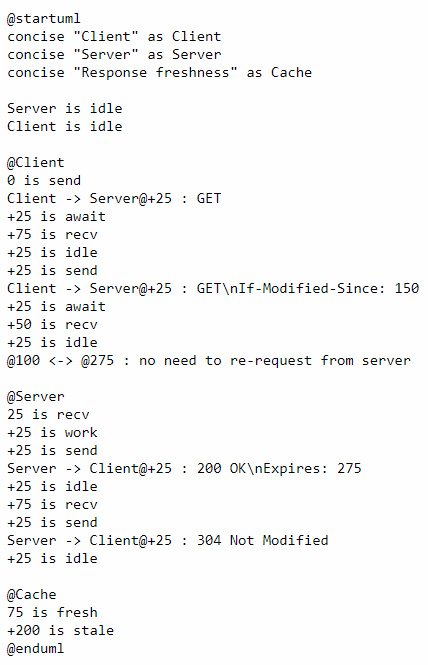 @startuml
concise "Client" as Client
concise "Server" as Server
concise "Response freshness" as Cache

Server is idle
Client is idle

@Client
0 is send
Client -> Server@+25 : GET
+25 is await
+75 is recv
+25 is idle
+25 is send
Client -> Server@+25 : GET\nIf-Modified-Since: 150
+25 is await
+50 is recv
+25 is idle
@100 <-> @275 : no need to re-request from server

@Server
25 is recv
+25 is work
+25 is send
Server -> Client@+25 : 200 OK\nExpires: 275
+25 is idle
+75 is recv
+25 is send
Server -> Client@+25 : 304 Not Modified
+25 is idle

@Cache
75 is fresh
+200 is stale
@enduml